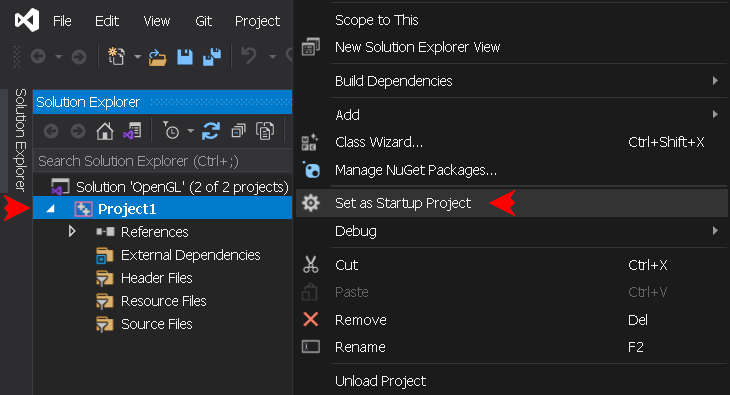 File Edit View Git Project
Solution Explorer
Solution Explorer
Search Solution Explorer (Ctrl+;)
Solution 'OpenGL' (2 of 2 projects)
Project1
References
External Dependencies
Header Files
Resource Files
Source Files
Scope to This
New Solution Explorer View
Build Dependencies
Add
Class Wizard... Ctrl+Shift+X
Manage NuGet Packages...
Set as Startup Project
Debug
Cut Ctrl+X
Paste Ctrl+V
Remove Del
Rename F2
Unload Project